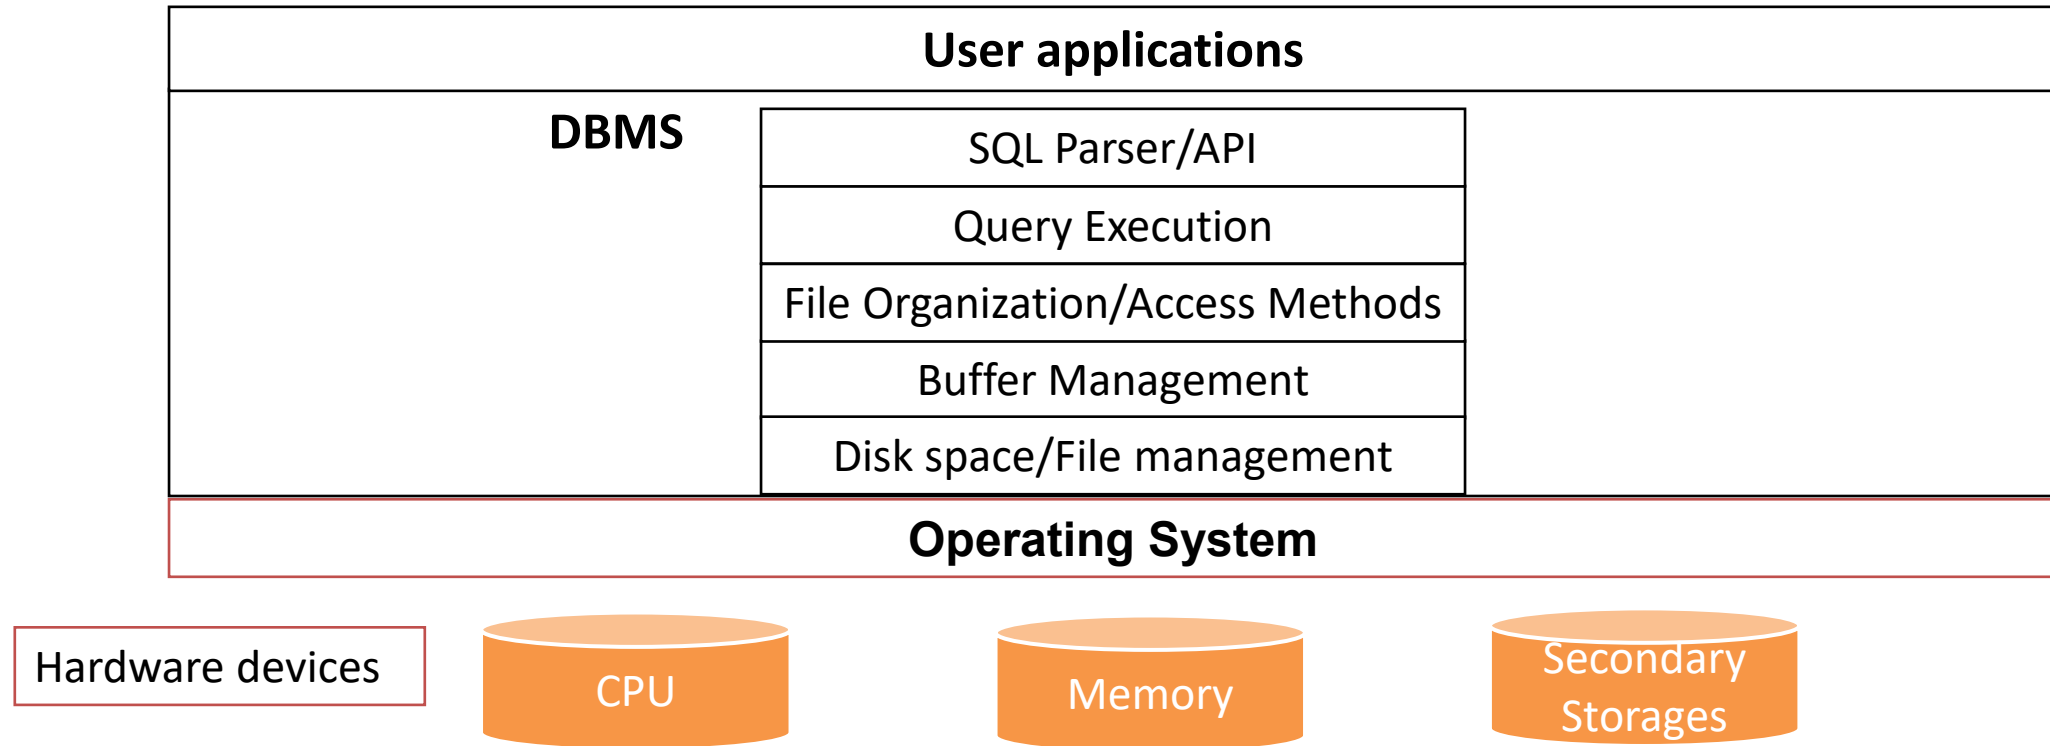 User applications
DBMS
SQL Parser/API
Query Execution
File Organization/Access Methods
Buffer Management
Disk space/File management
Operating System
Hardware devices
CPU
Memory
Secondary
Storages